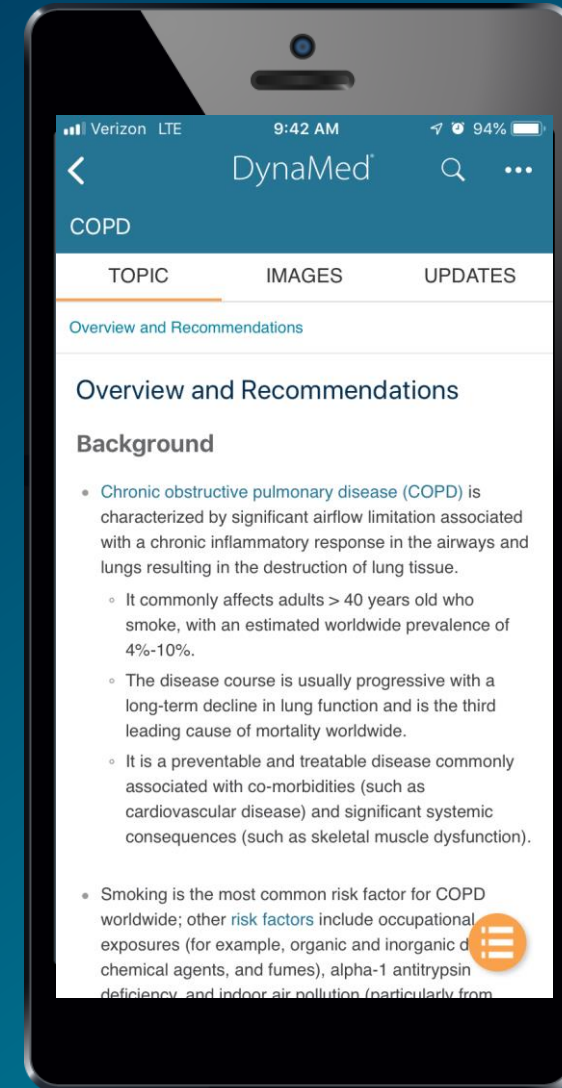 Verizon LTE 9:42 AM 94%
DynaMed
COPD
TOPIC IMAGES UPDATES
Overview and Recommendations
Overview and Recommendations
Background
Chronic obstructive pulmonary disease (COPD) is
characterized by significant airflow limitation associated
with a chronic inflammatory response in the airways and
lungs resulting in the destruction of lung tissue.
It commonly affects adults > 40 years old who
smoke, with an estimated worldwide prevalence of
4%-10%.
The disease course is usually progressive with a
long-term decline in lung function and is the third
leading cause of mortality worldwide.
It is a preventable and treatable disease commonly
associated with co-morbidities (such as
cardiovascular disease) and significant systemic
consequences (such as skeletal muscle dysfunction).
Smoking is the most common risk factor for COPD
worldwide; other risk factors include occupational
exposures (for example, organic and inorganic d
chemical agents, and fumes), alpha-1 antitrypsin
deficiency, and indoor air pollution (particularly from